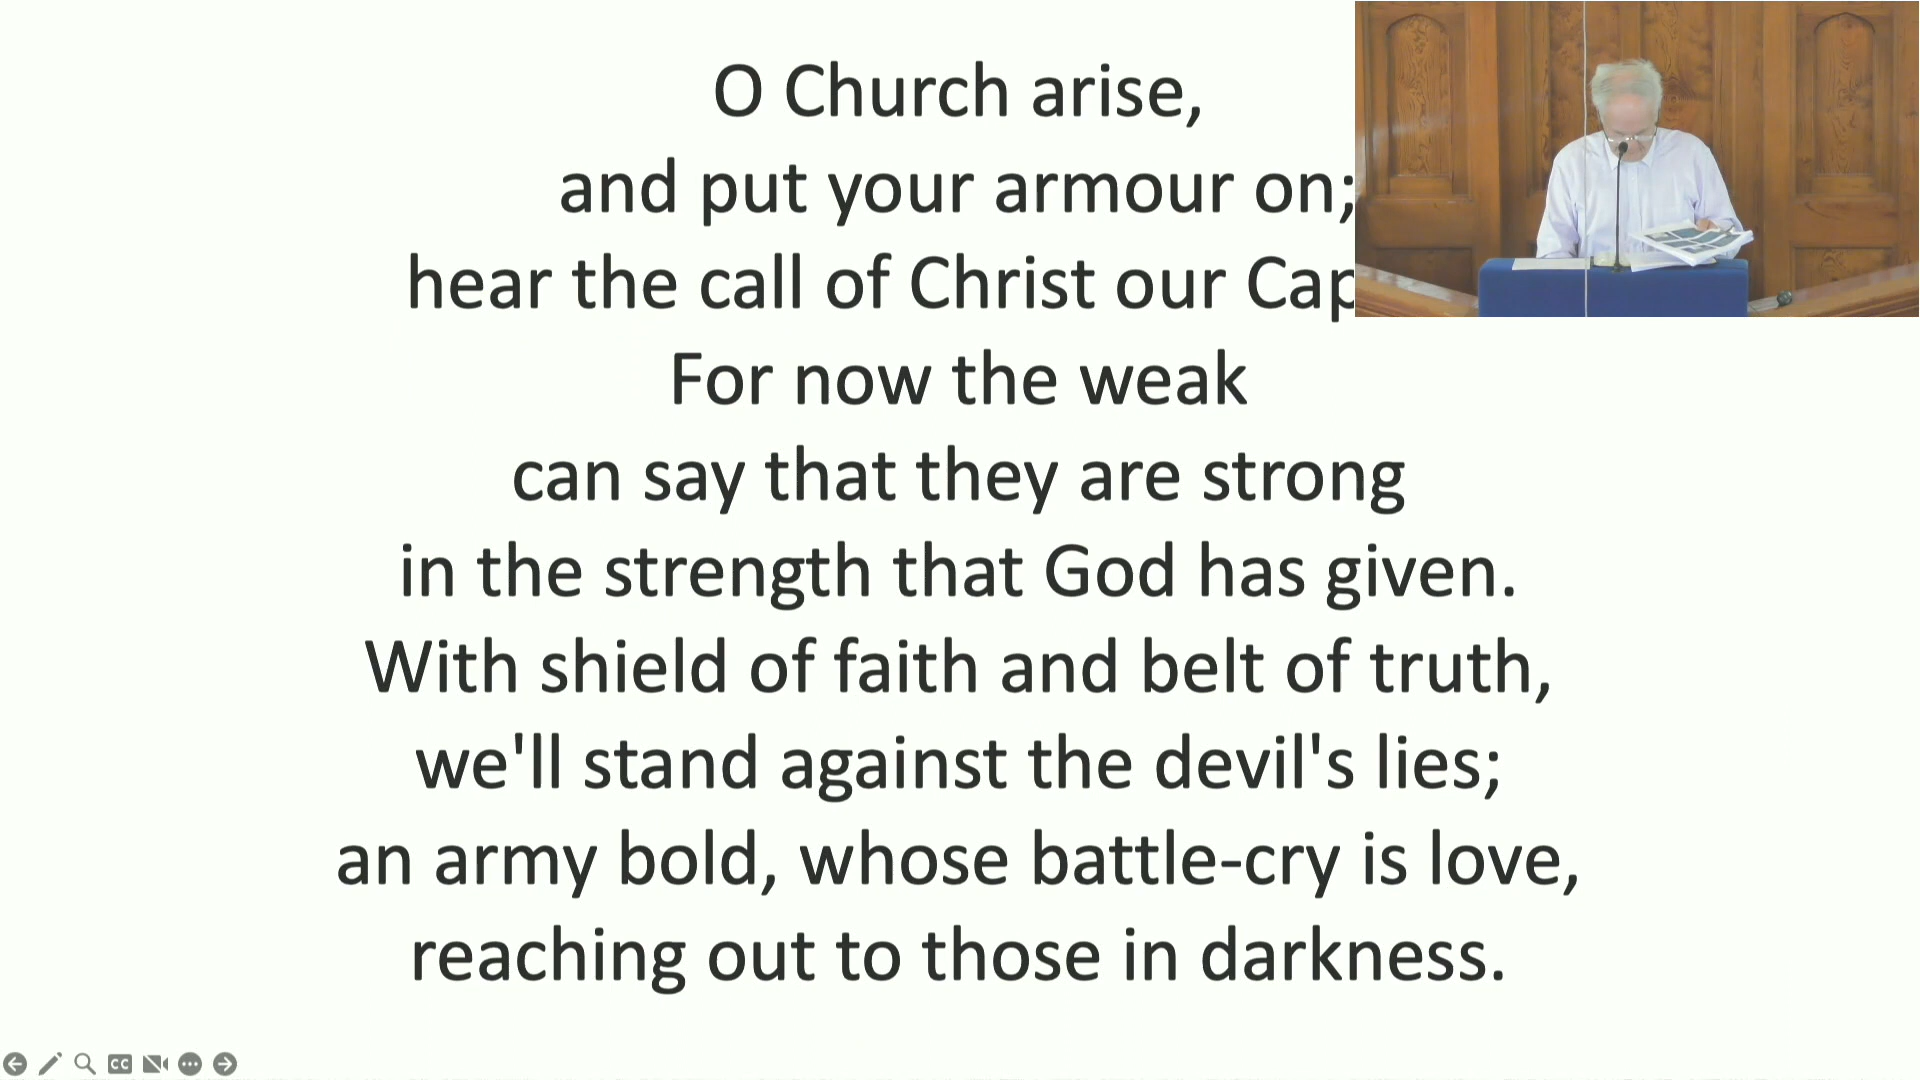 O Church arise,
and put your armour on;
hear the call of Christ our Cap
For now the weak
can say that they are strong
in the strength that God has given.
With shield of faith and belt of truth,
we'll stand against the devil's lies;
an army bold, whose battle-cry is love,
reaching out to those in darkness.
CC